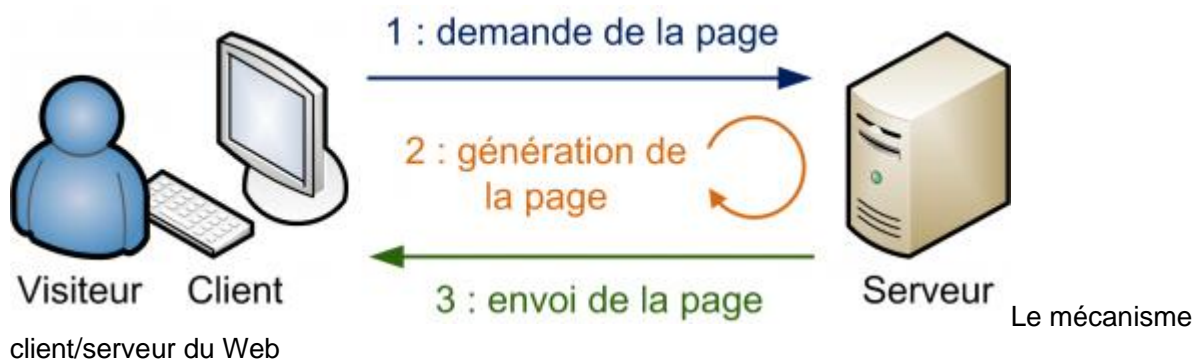 1 : demande de la page
2 : génération de
la page
3 : envoi de la page
Visiteur
Client
Serveur
Le mécanisme
client/serveur du Web